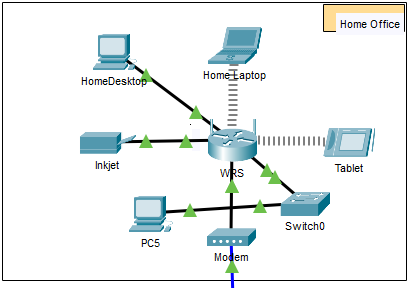 Home Office
HomeDesktop
Home Laptop
Inkjet
WRS
Tablet
PC5
Switch0
Modem